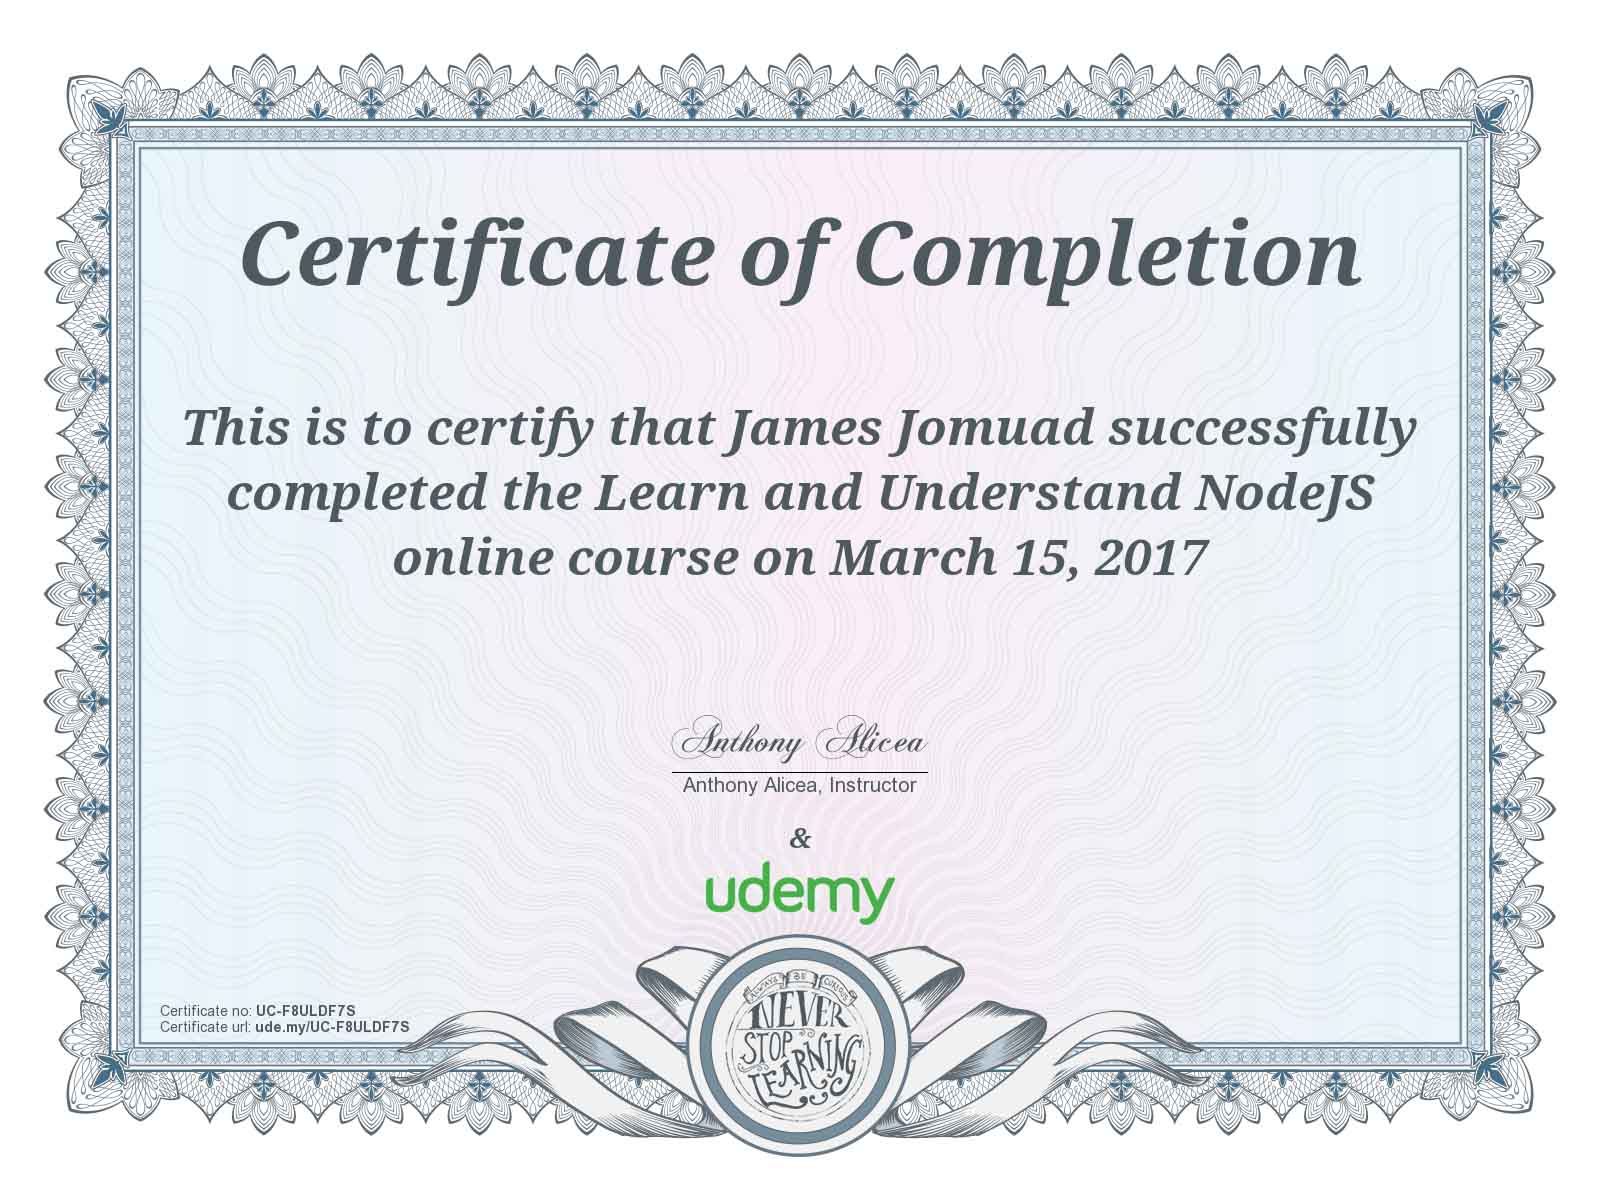 Certificate of Completion
This is to certify that James Jomuad successfully
completed the Learn and Understand NodeJS
online course on March 15, 2017
Anthony Alicea
Anthony Alicea, Instructor
&
udemy
Certificate no: UC-F8ULDF7S
Certificate url: ude.my/UC-F8ULDF7S
ALWAYS BE CURIOUS
NEVER
STOP
LEARNING